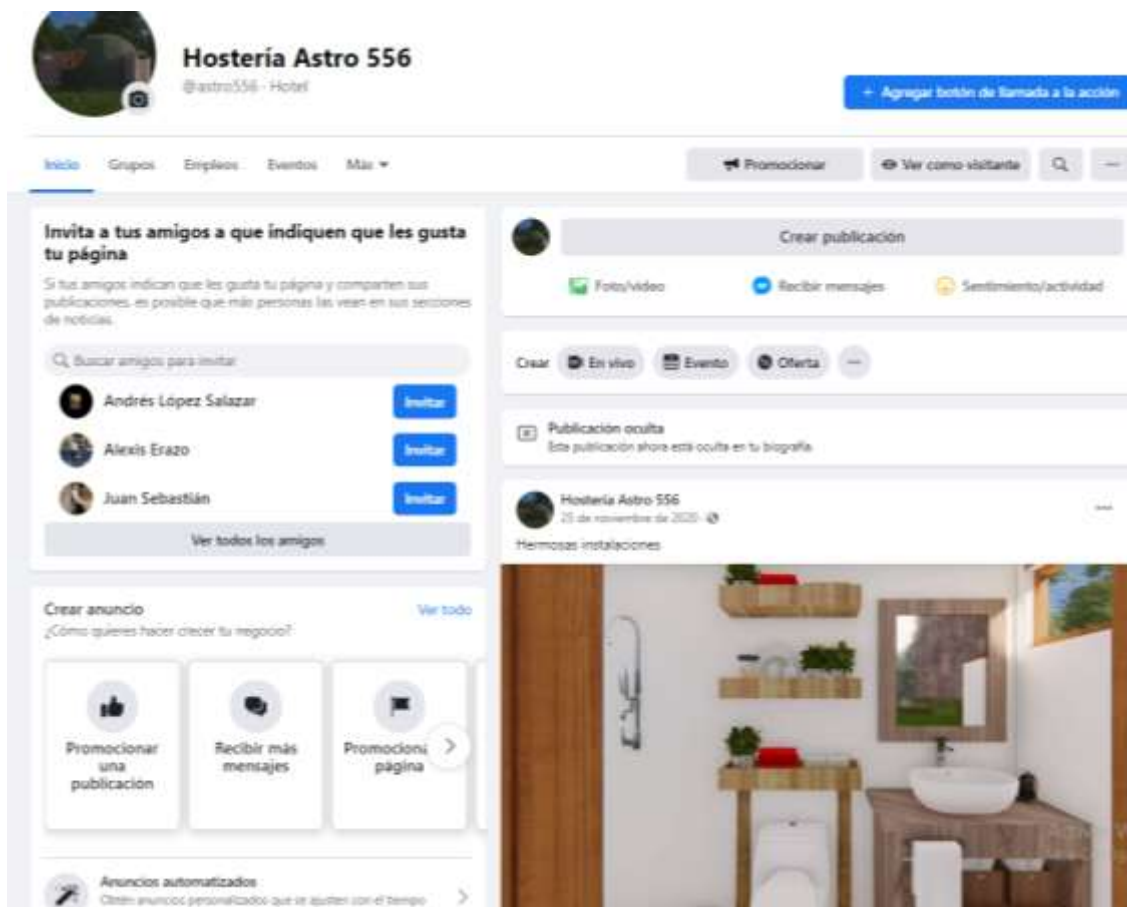 Hostería Astro 556
@astro556 · Hotel
+ Agregar botón de llamada a la acción
Inicio Grupos Empleos Eventos Más
Promocionar Ver como visitante
Invita a tus amigos a que indiquen que les gusta
tu página
Si tus amigos indican que les gusta tu página y comparten sus
publicaciones, es posible que más personas las vean en sus secciones
de noticias.
Buscar amigos para invitar
Andrés López Salazar Invitar
Alexis Erazo Invitar
Juan Sebastián Invitar
Ver todos los amigos
Crear anuncio Ver todo
¿Cómo quieres hacer crecer tu negocio?
Promocionar
una
publicación
Recibir más
mensajes
Promociona
página
Anuncios automatizados
Obtén anuncios personalizados que se ajusten con el tiempo
Crear publicación
Foto/video Recibir mensajes Sentimiento/actividad
Crear En vivo Evento Oferta
Publicación oculta
Esta publicación ahora está oculta en tu biografía.
Hostería Astro 556
25 de noviembre de 2020
Hermosas instalaciones